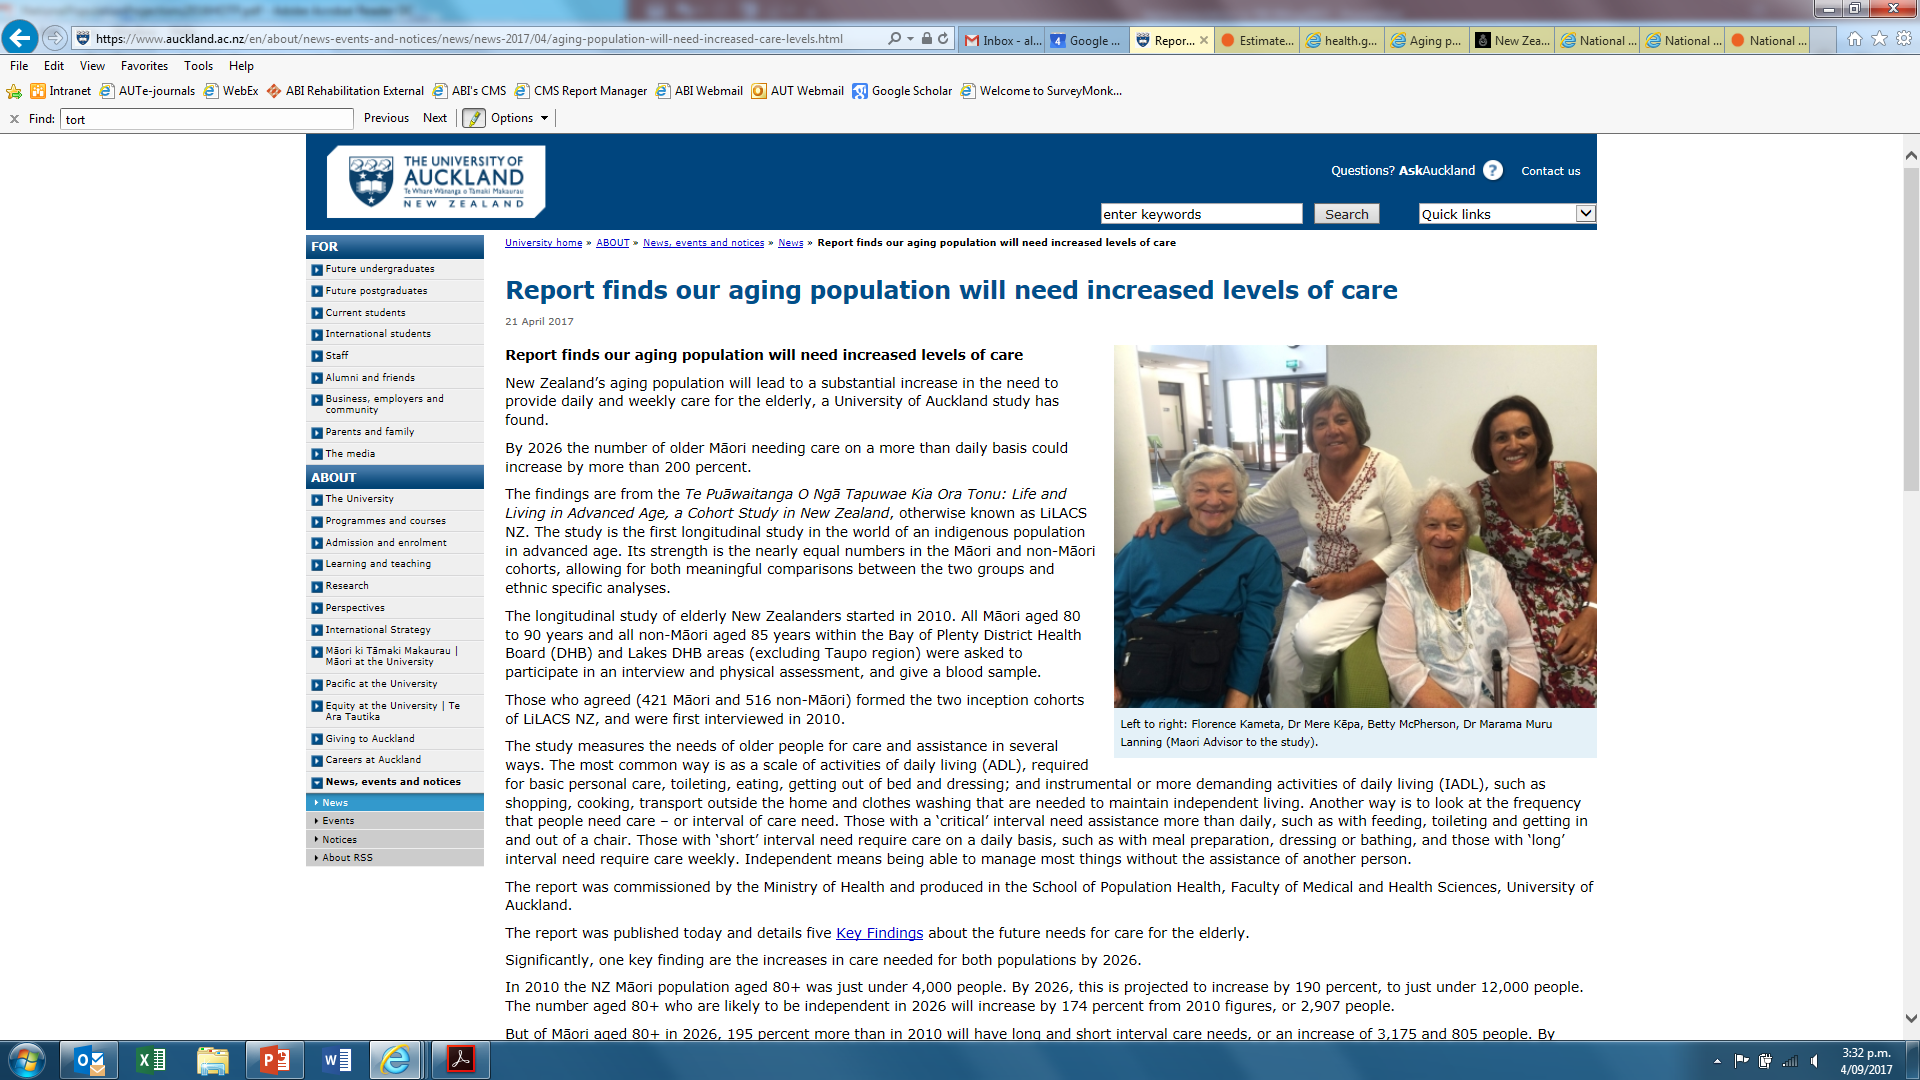 https://www.auckland.ac.nz/en/about/news-events-and-notices/news/news-2017/04/aging-population-will-need-increased-care-levels.html
Inbox - al...
Google ...
Repor...
Estimate...
health.g...
Aging p...
New Zea...
National ...
National ...
National ...
File Edit View Favorites Tools Help
Intranet AUTe-journals WebEx ABI Rehabilitation External ABI's CMS CMS Report Manager ABI Webmail AUT Webmail Google Scholar Welcome to SurveyMonk...
x Find: tort Previous Next Options
THE UNIVERSITY OF
AUCKLAND
Te Whare Wānanga o Tāmaki Makaurau
NEW ZEALAND
Questions? AskAuckland ? Contact us
enter keywords Search Quick links
FOR
Future undergraduates
Future postgraduates
Current students
International students
Staff
Alumni and friends
Business, employers and
community
Parents and family
The media
ABOUT
The University
Programmes and courses
Admission and enrolment
Learning and teaching
Research
Perspectives
International Strategy
Māori ki Tāmaki Makaurau |
Māori at the University
Pacific at the University
Equity at the University | Te
Ara Tautika
Giving to Auckland
Careers at Auckland
News, events and notices
News
Events
Notices
About RSS
University home » ABOUT » News, events and notices » News » Report finds our aging population will need increased levels of care
Report finds our aging population will need increased levels of care
21 April 2017
Report finds our aging population will need increased levels of care
New Zealand's aging population will lead to a substantial increase in the need to
provide daily and weekly care for the elderly, a University of Auckland study has
found.
By 2026 the number of older Māori needing care on a more than daily basis could
increase by more than 200 percent.
The findings are from the Te Puāwaitanga O Ngā Tapuwae Kia Ora Tonu: Life and
Living in Advanced Age, a Cohort Study in New Zealand, otherwise known as LiLACS
NZ. The study is the first longitudinal study in the world of an indigenous population
in advanced age. Its strength is the nearly equal numbers in the Māori and non-Māori
cohorts, allowing for both meaningful comparisons between the two groups and
ethnic specific analyses.
The longitudinal study of elderly New Zealanders started in 2010. All Māori aged 80
to 90 years and all non-Māori aged 85 years within the Bay of Plenty District Health
Board (DHB) and Lakes DHB areas (excluding Taupo region) were asked to
participate in an interview and physical assessment, and give a blood sample.
Those who agreed (421 Māori and 516 non-Māori) formed the two inception cohorts
of LiLACS NZ, and were first interviewed in 2010.
Left to right: Florence Kameta, Dr Mere Kēpa, Betty McPherson, Dr Marama Muru
Lanning (Maori Advisor to the study).
The study measures the needs of older people for care and assistance in several
ways. The most common way is as a scale of activities of daily living (ADL), required
for basic personal care, toileting, eating, getting out of bed and dressing; and instrumental or more demanding activities of daily living (IADL), such as
shopping, cooking, transport outside the home and clothes washing that are needed to maintain independent living. Another way is to look at the frequency
that people need care – or interval of care need. Those with a ‘critical’ interval need assistance more than daily, such as with feeding, toileting and getting in
and out of a chair. Those with ‘short’ interval need require care on a daily basis, such as with meal preparation, dressing or bathing, and those with ‘long’
interval need require care weekly. Independent means being able to manage most things without the assistance of another person.
The report was commissioned by the Ministry of Health and produced in the School of Population Health, Faculty of Medical and Health Sciences, University of
Auckland.
The report was published today and details five Key Findings about the future needs for care for the elderly.
Significantly, one key finding are the increases in care needed for both populations by 2026.
In 2010 the NZ Māori population aged 80+ was just under 4,000 people. By 2026, this is projected to increase by 190 percent, to just under 12,000 people.
The number aged 80+ who are likely to be independent in 2026 will increase by 174 percent from 2010 figures, or 2,907 people.
But of Māori aged 80+ in 2026, 195 percent more than in 2010 will have long and short interval care needs, or an increase of 3,175 and 805 people. By
3:32 p.m.
4/09/2017